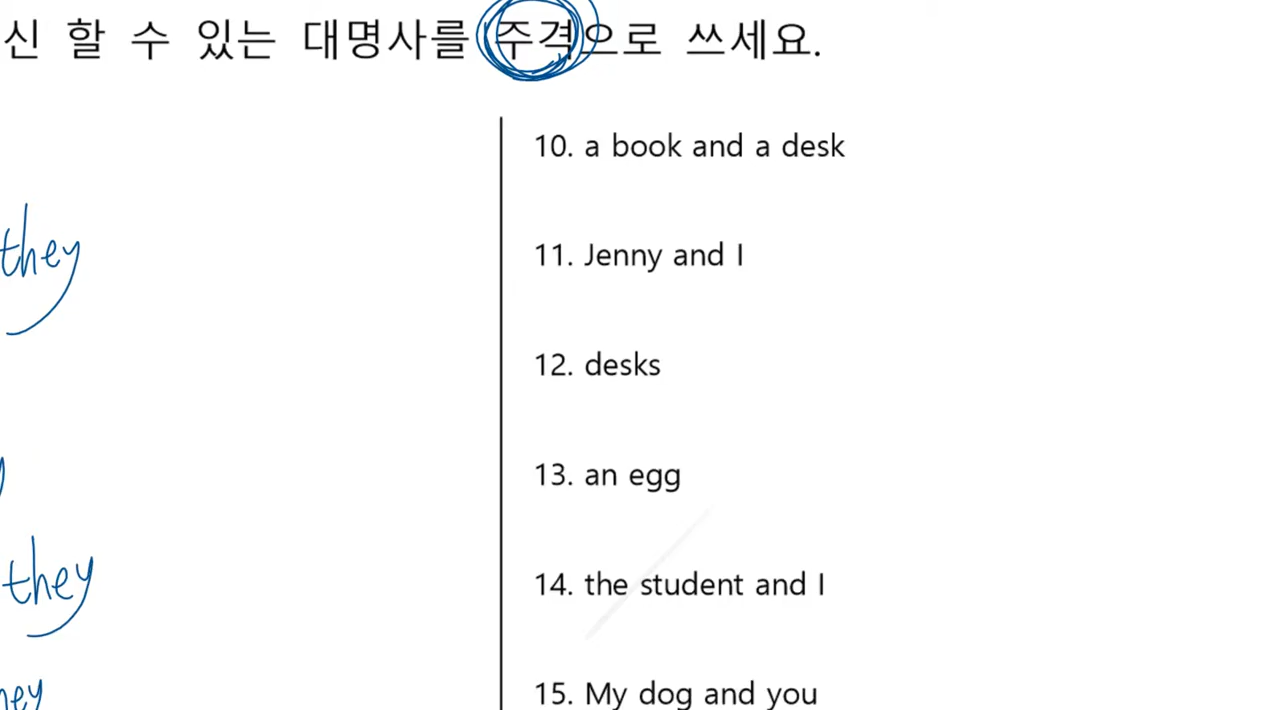 신 할 수 있는 대명사를 주격으로 쓰세요.
they
they
10. a book and a desk
11. Jenny and I
12. desks
13. an egg
14. the student and I
15. My dog and you